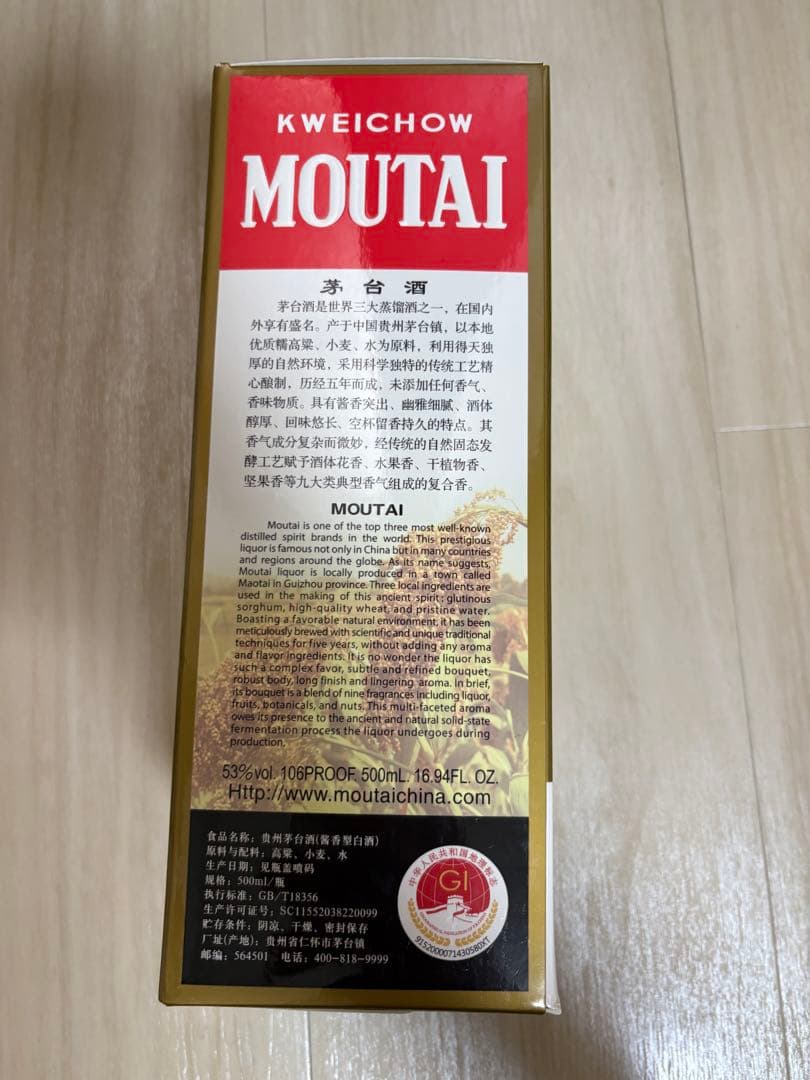 KWEICHOW
MOUTAI
茅台酒
茅台酒是世界三大蒸馏酒之一，在国内
外享有盛名。产于中国贵州茅台镇，以本地
优质糯高粱、小麦、水为原料，利用得天独
厚的自然环境，采用科学独特的传统工艺精
心酿制，历经五年而成，未添加任何香气、
香味物质。具有酱香突出、幽雅细腻、酒体
醇厚、回味悠长、空杯留香持久的特点。其
香气成分复杂而微妙，经传统的自然固态发
酵工艺赋予酒体花香、水果香、干植物香、
坚果香等九大类典型香气组成的复合香。
MOUTAI
Moutai is one of the top three most well-known
distilled spirit brands in the world. This prestigious
liquor is famous not only in China but in many countries
and regions around the globe. As its name suggests,
Moutai liquor is locally produced in a town called
Maotai in Guizhou province. Three local ingredients are
used in the making of this ancient spirit: glutinous
sorghum, high-quality wheat, and pristine water.
Boasting a favorable natural environment, it has been
meticulously brewed with scientific and unique traditional
techniques for five years, without adding any aroma
and flavor ingredients. It is no wonder the liquor has
such a complex favor, subtle and refined bouquet,
robust body, long finish and lingering aroma. In brief,
its bouquet is a blend of nine fragrances including liquor,
fruits, botanicals, and nuts. This multi-faceted aroma
owes its presence to the ancient and natural solid-state
fermentation process the liquor undergoes during
production.
53%vol. 106PROOF. 500mL. 16.94FL. OZ.
Http://www.moutaichina.com
食品名称：贵州茅台酒(酱香型白酒)
原料与配料：高粱、小麦、水
生产日期：见瓶盖喷码
规格：500ml/瓶
执行标准：GB/T18356
生产许可证号：SC11552038220099
贮存条件：阴凉、干燥、密封保存
厂址(产地)：贵州省仁怀市茅台镇
邮编：564501 电话：400-818-9999
中华人民共和国地理标志
GI
GEOGRAPHICAL INDICATION OF P.R.CHINA
91520000714305580XT